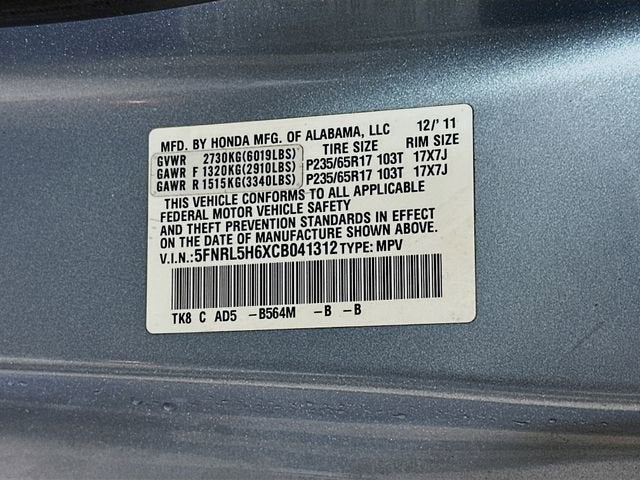 MFD. BY HONDA MFG. OF ALABAMA, LLC 12/'11
TIRE SIZE RIM SIZE
GVWR 2730KG(6019LBS)
GAWR F 1320KG(2910LBS) P235/65R17 103T 17X7J
GAWR R 1515KG(3340LBS) P235/65R17 103T 17X7J
THIS VEHICLE CONFORMS TO ALL APPLICABLE
FEDERAL MOTOR VEHICLE SAFETY
AND THEFT PREVENTION STANDARDS IN EFFECT
ON THE DATE OF MANUFACTURE SHOWN ABOVE.
V.I.N.:5FNRL5H6XCB041312 TYPE: MPV
TK8 C AD5 -B564M -B -B